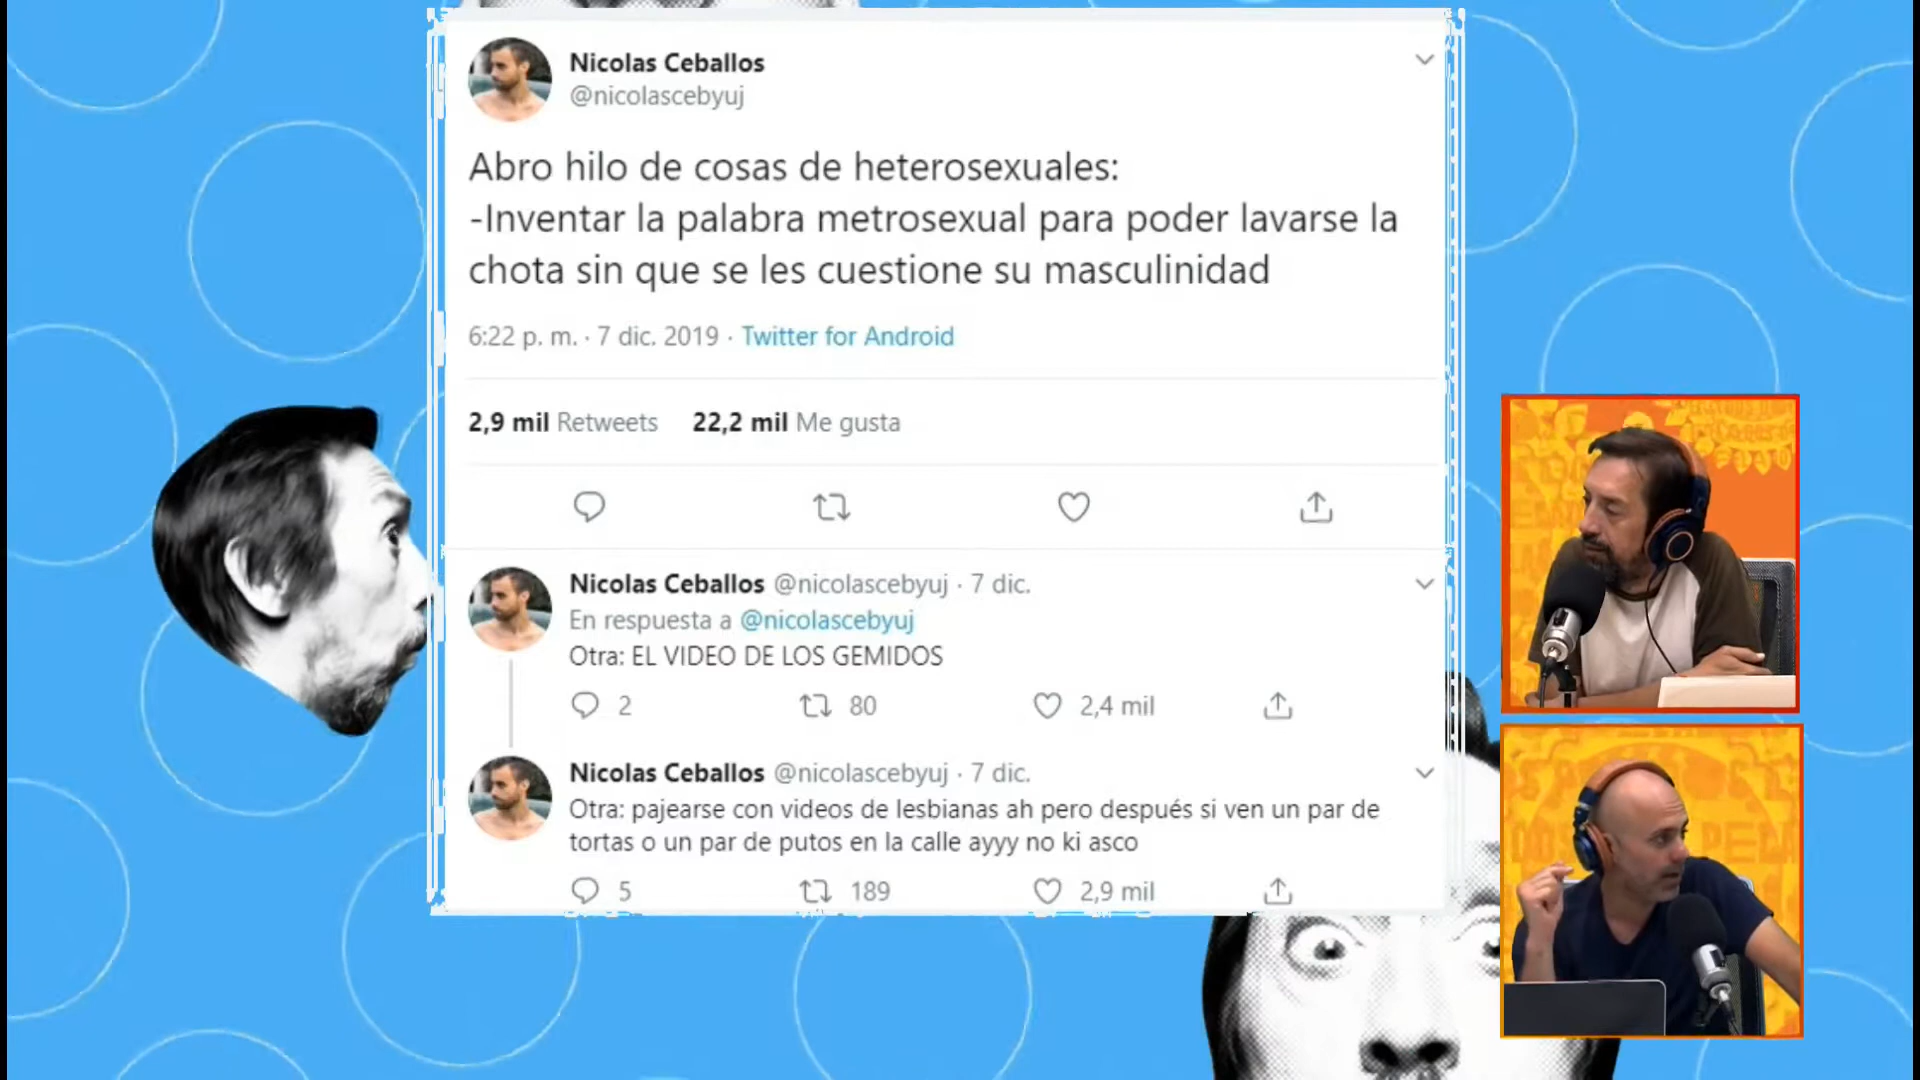 Nicolas Ceballos
@nicolascebyuj
Abro hilo de cosas de heterosexuales:
-Inventar la palabra metrosexual para poder lavarse la
chota sin que se les cuestione su masculinidad
6:22 p. m. · 7 dic. 2019 · Twitter for Android
2,9 mil Retweets 22,2 mil Me gusta
Nicolas Ceballos @nicolascebyuj · 7 dic.
En respuesta a @nicolascebyuj
Otra: EL VIDEO DE LOS GEMIDOS
2 80 2,4 mil
Nicolas Ceballos @nicolascebyuj · 7 dic.
Otra: pajearse con videos de lesbianas ah pero después si ven un par de
tortas o un par de putos en la calle ayyy no ki asco
5 189 2,9 mil